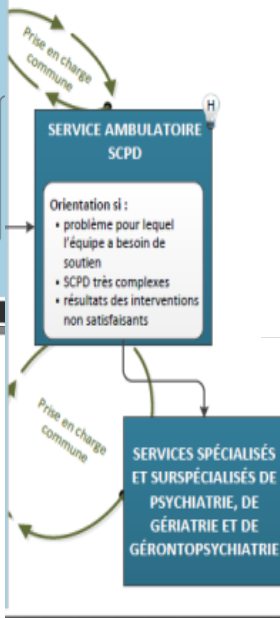 Prise en charge
commune
H
SERVICE AMBULATOIRE
SCPD
Orientation si :
• problème pour lequel
l'équipe a besoin de
soutien
• SCPD très complexes
• résultats des interventions
non satisfaisants
Prise en charge
commune
SERVICES SPÉCIALISÉS
ET SURSPÉCIALISÉS DE
PSYCHIATRIE, DE
GÉRIATRIE ET DE
GÉRONTOPSYCHIATRIE